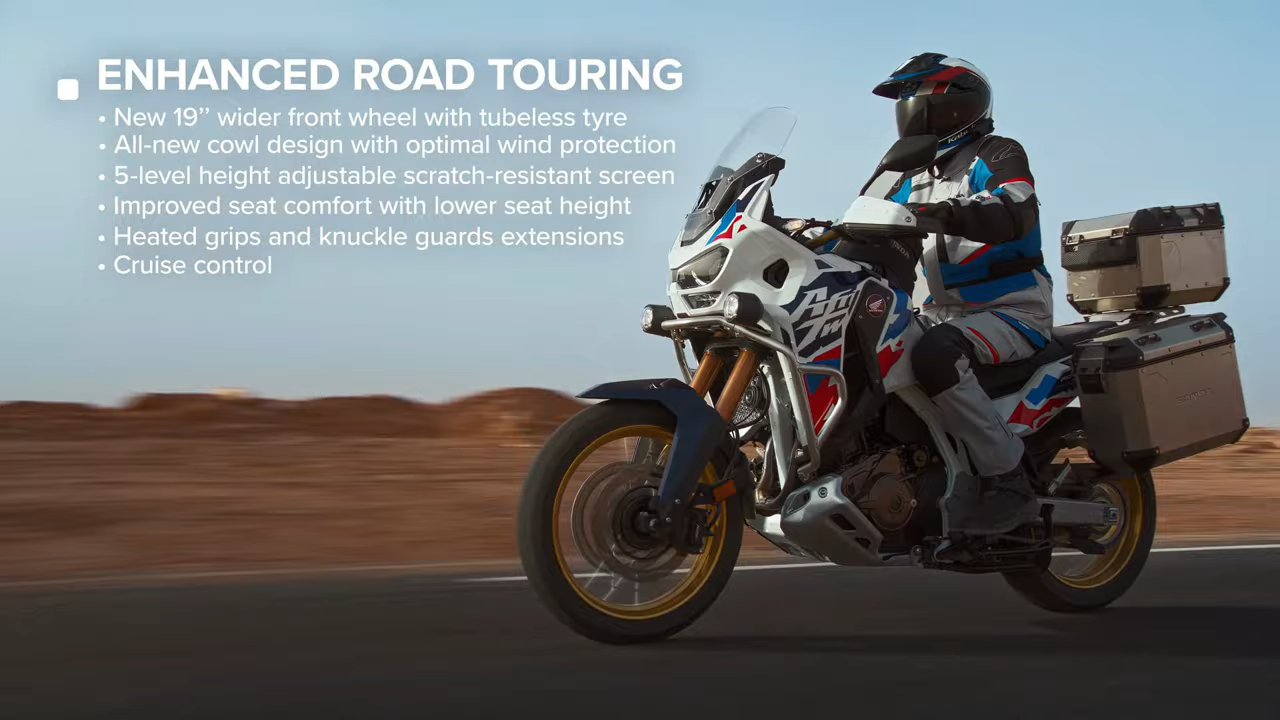 ENHANCED ROAD TOURING
• New 19” wider front wheel with tubeless tyre
• All-new cowl design with optimal wind protection
• 5-level height adjustable scratch-resistant screen
• Improved seat comfort with lower seat height
• Heated grips and knuckle guards extensions
• Cruise control
HONDA